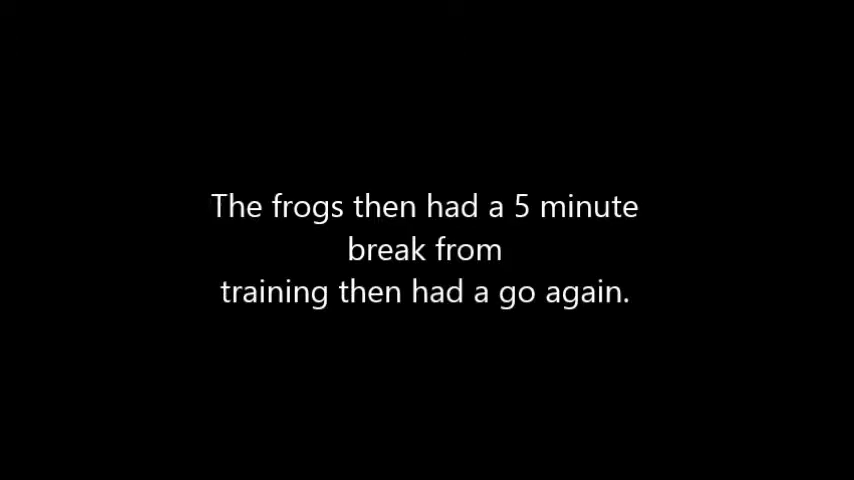 The frogs then had a 5 minute
break from
training then had a go again.